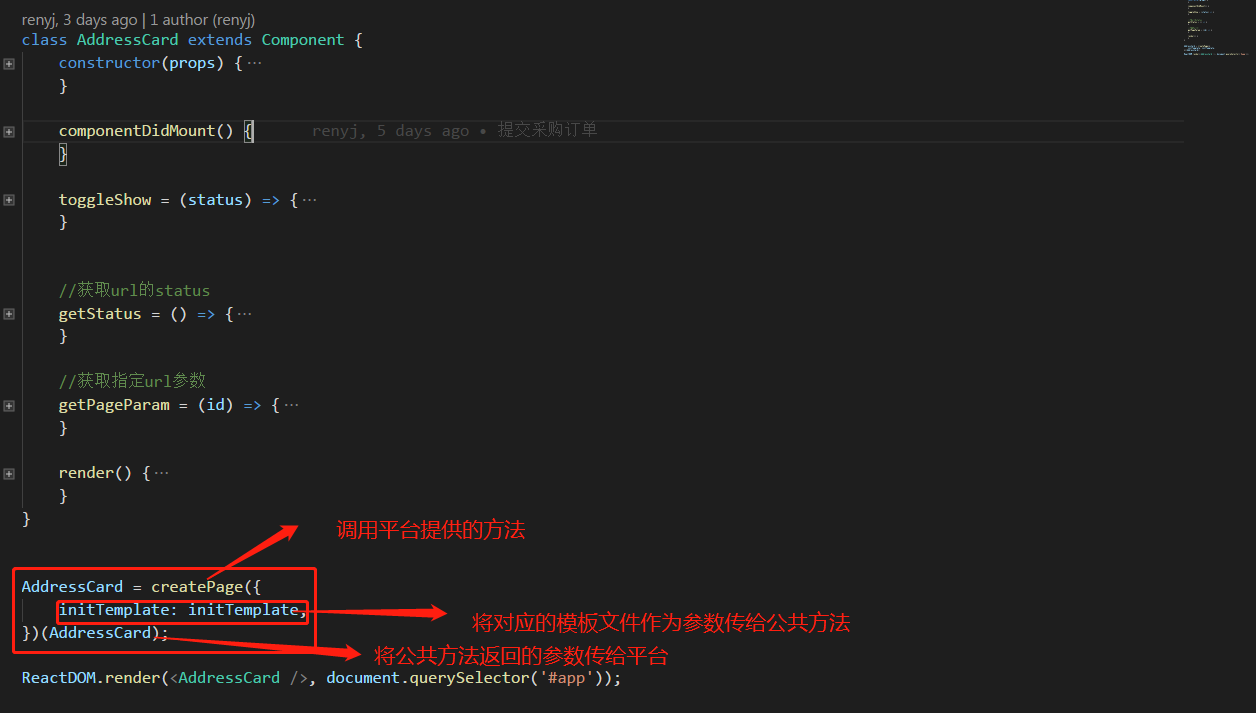 renyj, 3 days ago | 1 author (renyj)
class AddressCard extends Component {
constructor(props) {···
}
componentDidMount() { renyj, 5 days ago • 提交采购订单
}
toggleShow = (status) => {···
}
//获取url的status
getStatus = () => {···
}
//获取指定url参数
getPageParam = (id) => {···
}
render() {···
}
}
调用平台提供的方法
AddressCard = createPage({
initTemplate: initTemplate,
将对应的模板文件作为参数传给公共方法
})(AddressCard);
将公共方法返回的参数传给平台
ReactDOM.render(<AddressCard />, document.querySelector('#app'));